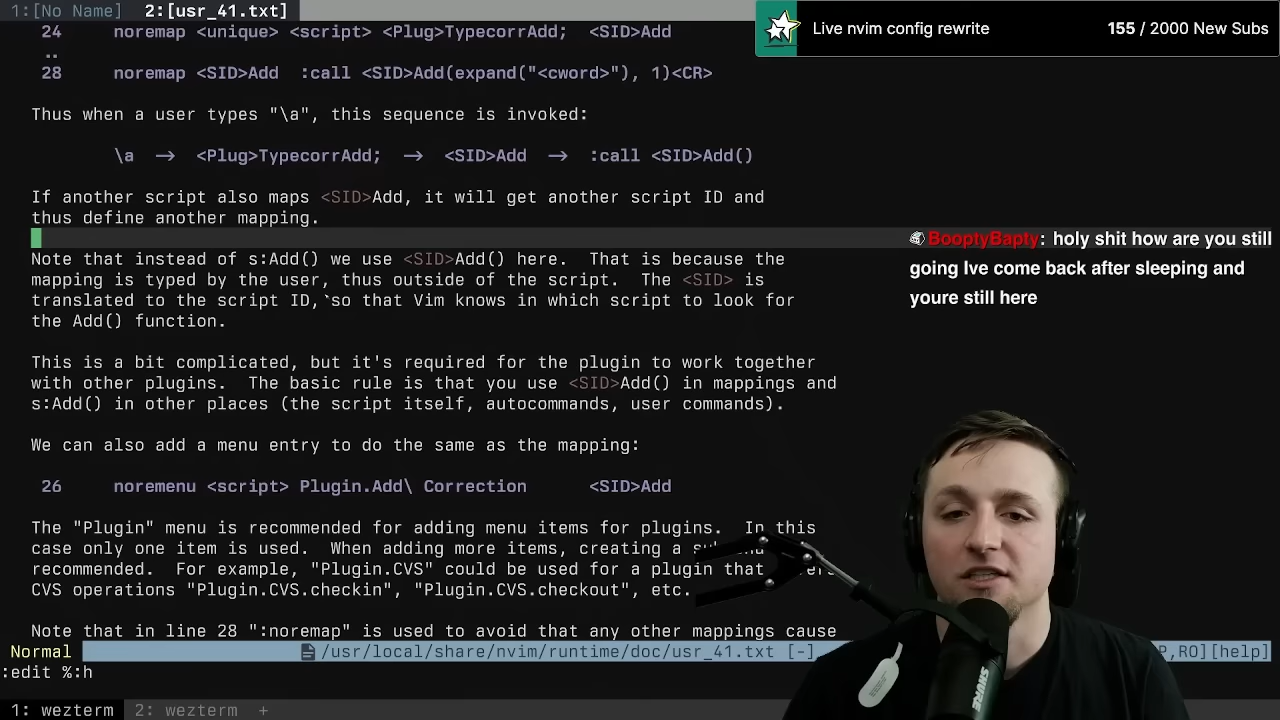 1:[No Name]  2:[usr_41.txt]
Live nvim config rewrite 155 / 2000 New Subs
24 noremap <unique> <script> <Plug>TypecorrAdd; <SID>Add
..
28 noremap <SID>Add :call <SID>Add(expand("<cword>"), 1)<CR>
Thus when a user types "\a", this sequence is invoked:
\a -> <Plug>TypecorrAdd; -> <SID>Add -> :call <SID>Add()
If another script also maps <SID>Add, it will get another script ID and
thus define another mapping.
BooptyBapty: holy shit how are you still
going Ive come back after sleeping and
youre still here
Note that instead of s:Add() we use <SID>Add() here.  That is because the
mapping is typed by the user, thus outside of the script.  The <SID> is
translated to the script ID, so that Vim knows in which script to look for
the Add() function.
This is a bit complicated, but it's required for the plugin to work together
with other plugins.  The basic rule is that you use <SID>Add() in mappings and
s:Add() in other places (the script itself, autocommands, user commands).
We can also add a menu entry to do the same as the mapping:
26 noremenu <script> Plugin.Add\ Correction <SID>Add
The "Plugin" menu is recommended for adding menu items for plugins.  In this
case only one item is used.  When adding more items, creating a
recommended.  For example, "Plugin.CVS" could be used for a plugin that
CVS operations "Plugin.CVS.checkin", "Plugin.CVS.checkout", etc.
Note that in line 28 ":noremap" is used to avoid that any other mappings cause
Normal /usr/local/share/nvim/runtime/doc/usr_41.txt [-] ,RO][help]
:edit %:h
1: wezterm 2: wezterm +
SHURE